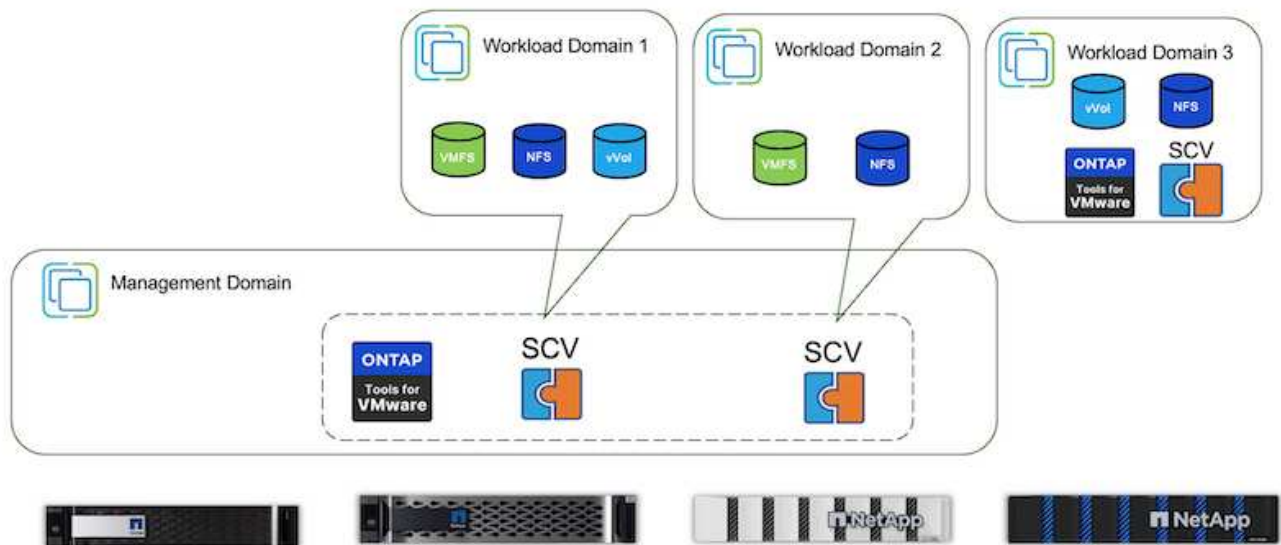 Workload Domain 1
VMFS
NFS
vVol
Workload Domain 2
VMFS
NFS
Workload Domain 3
vVol
NFS
ONTAP
Tools for
VMware
SCV
Management Domain
ONTAP
Tools for
VMware
SCV
SCV
NetApp
NetApp